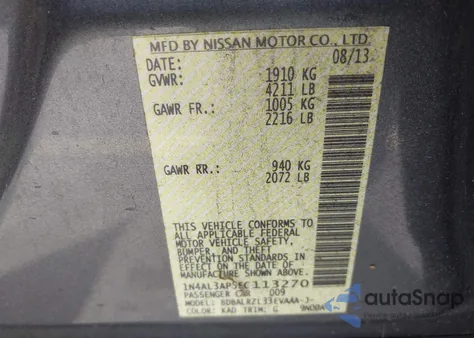 MFD BY NISSAN MOTOR CO., LTD.
DATE: 08/13
GVWR: 1910 KG
4211 LB
GAWR FR.: 1005 KG
2216 LB
GAWR RR.: 940 KG
2072 LB
THIS VEHICLE CONFORMS TO
ALL APPLICABLE FEDERAL
MOTOR VEHICLE SAFETY,
BUMPER, AND THEFT
PREVENTION STANDARDS IN
EFFECT ON THE DATE OF
MANUFACTURE SHOWN ABOVE.
PASSENGER CAR 009
COLOR: KAD TRIM: G
autoSnap